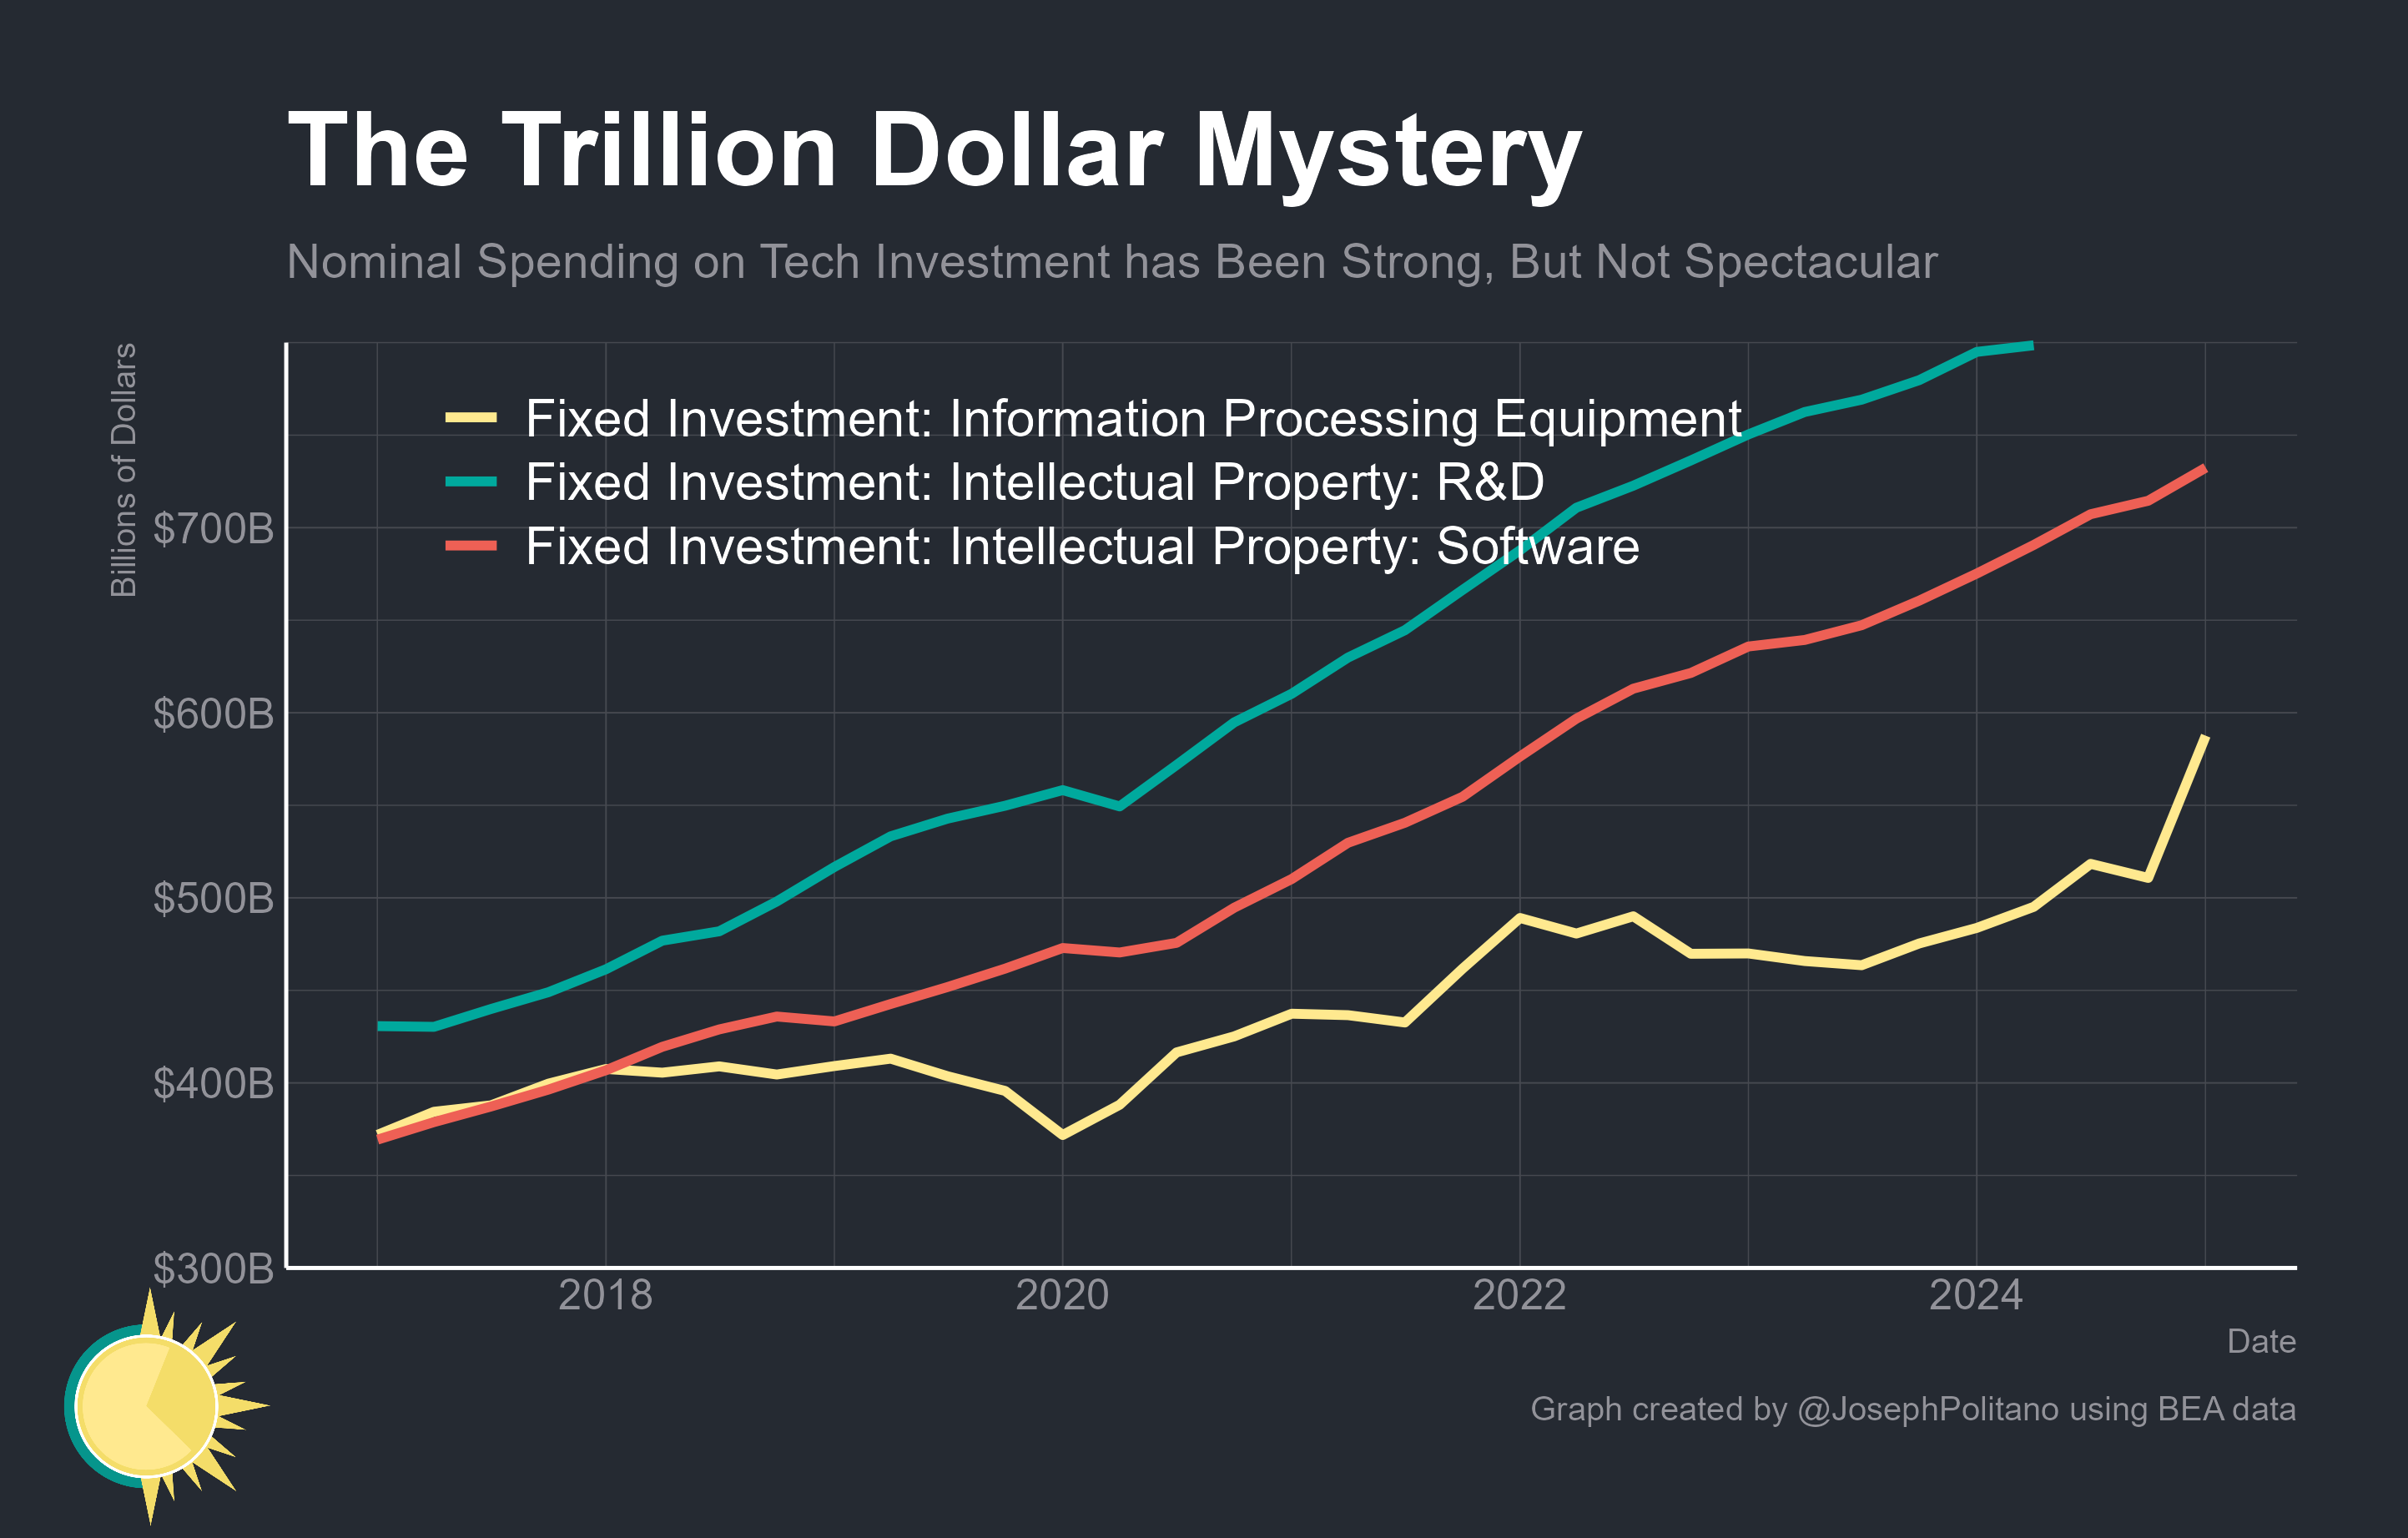 The Trillion Dollar Mystery
Nominal Spending on Tech Investment has Been Strong, But Not Spectacular
Billions of Dollars
Fixed Investment: Information Processing Equipment
Fixed Investment: Intellectual Property: R&D
Fixed Investment: Intellectual Property: Software
$700B
$600B
$500B
$400B
$300B
2018 2020 2022 2024
Date
Graph created by @JosephPolitano using BEA data